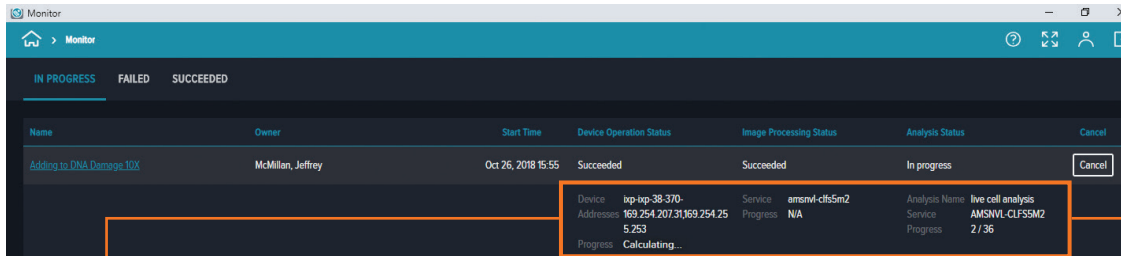 Monitor
> Monitor
IN PROGRESS FAILED SUCCEEDED
Name Owner Start Time Device Operation Status Image Processing Status Analysis Status Cancel
Adding to DNA Damage 10X McMillan, Jeffrey Oct 26, 2018 15:55 Succeeded Succeeded In progress Cancel
Device ixp-ixp-38-370- Service amsnvl-clfs5m2 Analysis Name live cell analysis
Addresses 169.254.207.31,169.254.25 Progress N/A Service AMSNVL-CLFS5M2
5.253 Progress 2 / 36
Progress Calculating...